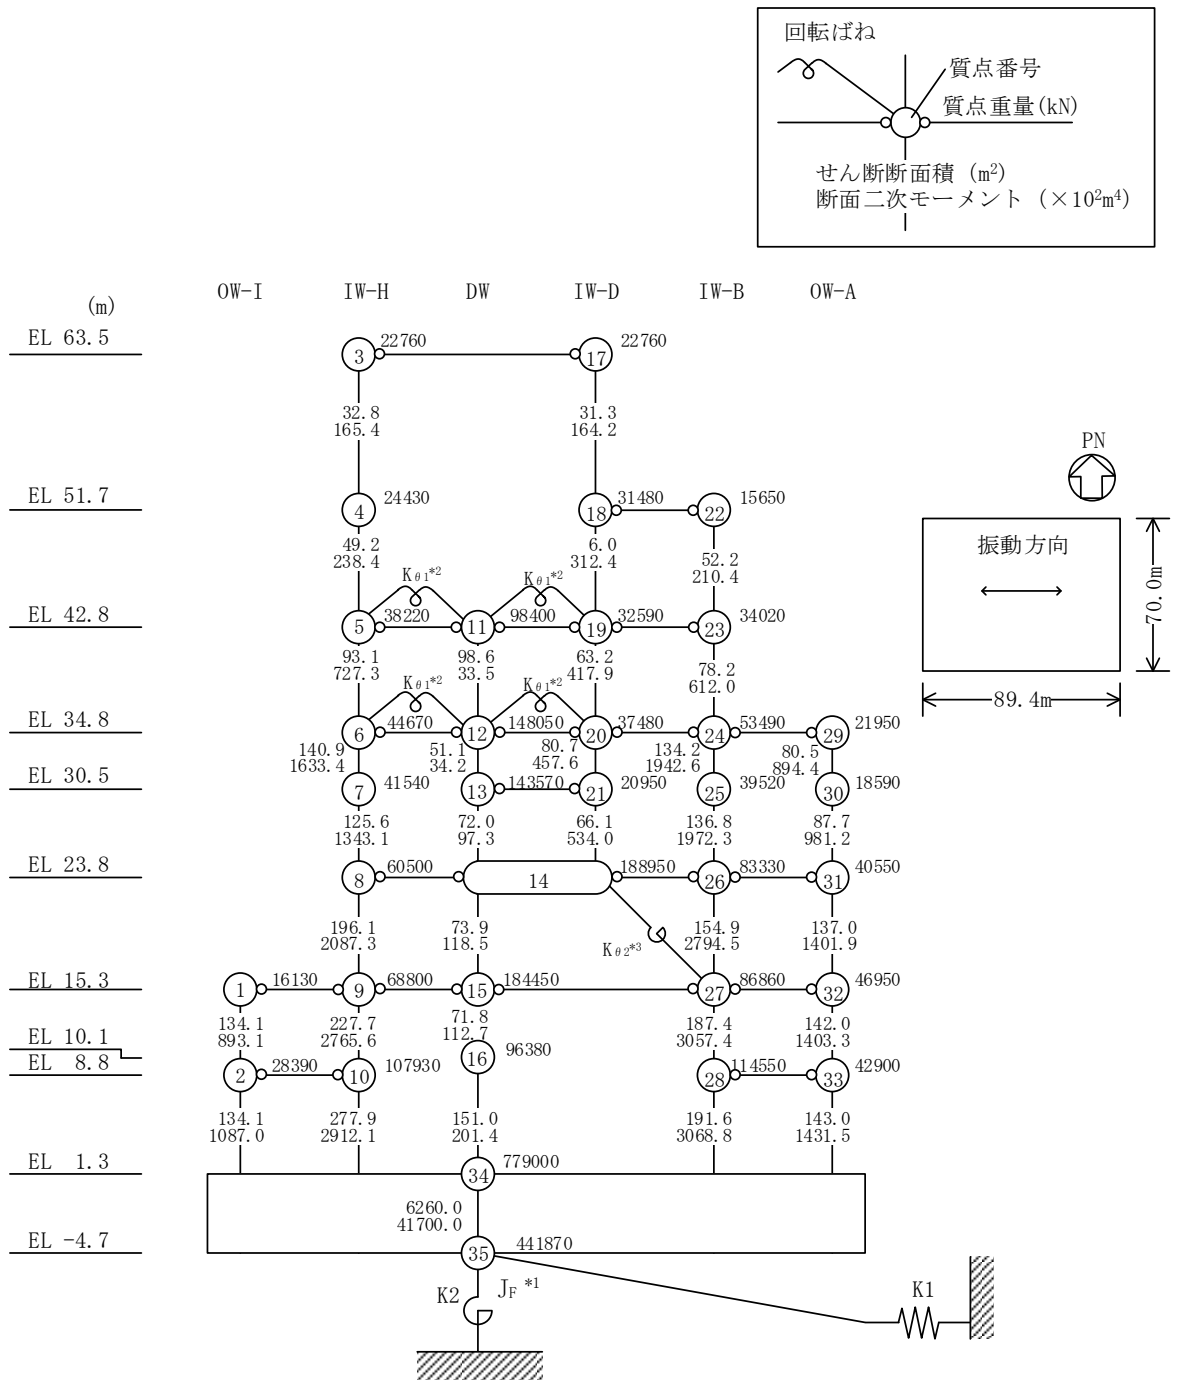 回転ばね
質点番号
質点重量(kN)
せん断断面積 (m²)
断面二次モーメント (×10²m⁴)
OW-I IW-H DW IW-D IW-B OW-A
(m)
EL 63.5
3 22760 17 22760
32.8 31.3
165.4 164.2
PN
EL 51.7
4 24430 18 31480 22 15650
49.2 6.0 52.2
238.4 312.4 210.4
振動方向
Kθ1*2 Kθ1*2
70.0m
EL 42.8
5 38220 11 98400 19 32590 23 34020
93.1 98.6 63.2 78.2
727.3 33.5 417.9 612.0
Kθ1*2 Kθ1*2
89.4m
EL 34.8
6 44670 12 148050 20 37480 24 53490 29 21950
140.9 51.1 80.7 134.2 80.5
1633.4 34.2 457.6 1942.6 894.4
EL 30.5
7 41540 13 143570 21 20950 25 39520 30 18590
125.6 72.0 66.1 136.8 87.7
1343.1 97.3 534.0 1972.3 981.2
EL 23.8
8 60500 14 188950 26 83330 31 40550
196.1 73.9 154.9 137.0
2087.3 118.5 2794.5 1401.9
Kθ2*3
EL 15.3
1 16130 9 68800 15 184450 27 86860 32 46950
134.1 227.7 71.8 187.4 142.0
893.1 2765.6 112.7 3057.4 1403.3
EL 10.1
16 96380
EL 8.8
2 28390 10 107930 28 114550 33 42900
134.1 277.9 151.0 191.6 143.0
1087.0 2912.1 201.4 3068.8 1431.5
EL 1.3
34 779000
6260.0
41700.0
EL -4.7
35 441870
K2 JF *1 K1